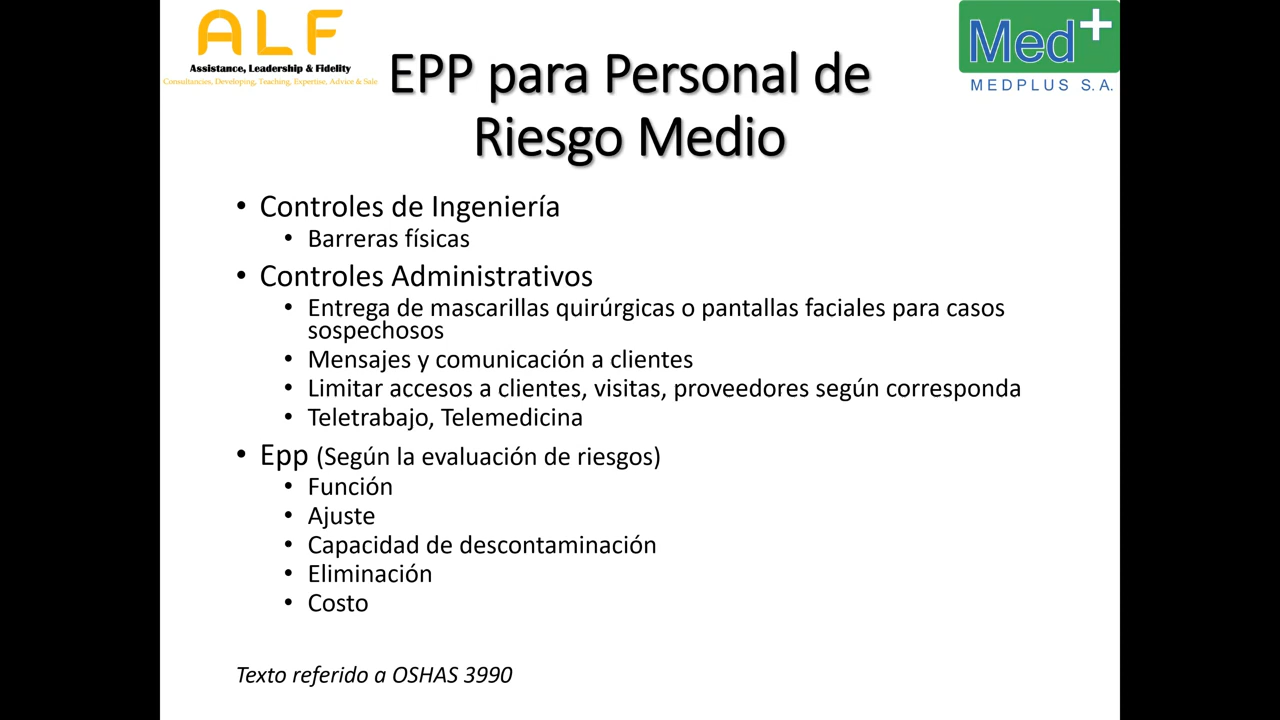 ALF
Assistance, Leadership & Fidelity
Consultancies, Developing, Teaching, Expertise, Advice & Sale
Med+
MEDPLUS S.A.
EPP para Personal de
Riesgo Medio
• Controles de Ingeniería
• Barreras físicas
• Controles Administrativos
• Entrega de mascarillas quirúrgicas o pantallas faciales para casos
sospechosos
• Mensajes y comunicación a clientes
• Limitar accesos a clientes, visitas, proveedores según corresponda
• Teletrabajo, Telemedicina
• Epp (Según la evaluación de riesgos)
• Función
• Ajuste
• Capacidad de descontaminación
• Eliminación
• Costo
Texto referido a OSHAS 3990